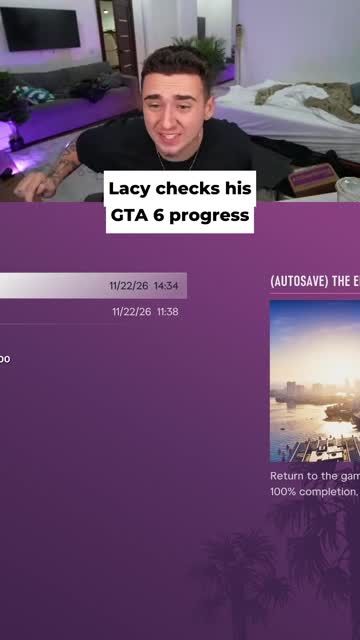 Lacy checks his
GTA 6 progress
(AUTOSAVE) THE
11/22/26 14:34
11/22/26 11:38
Return to the gam
100% completion,